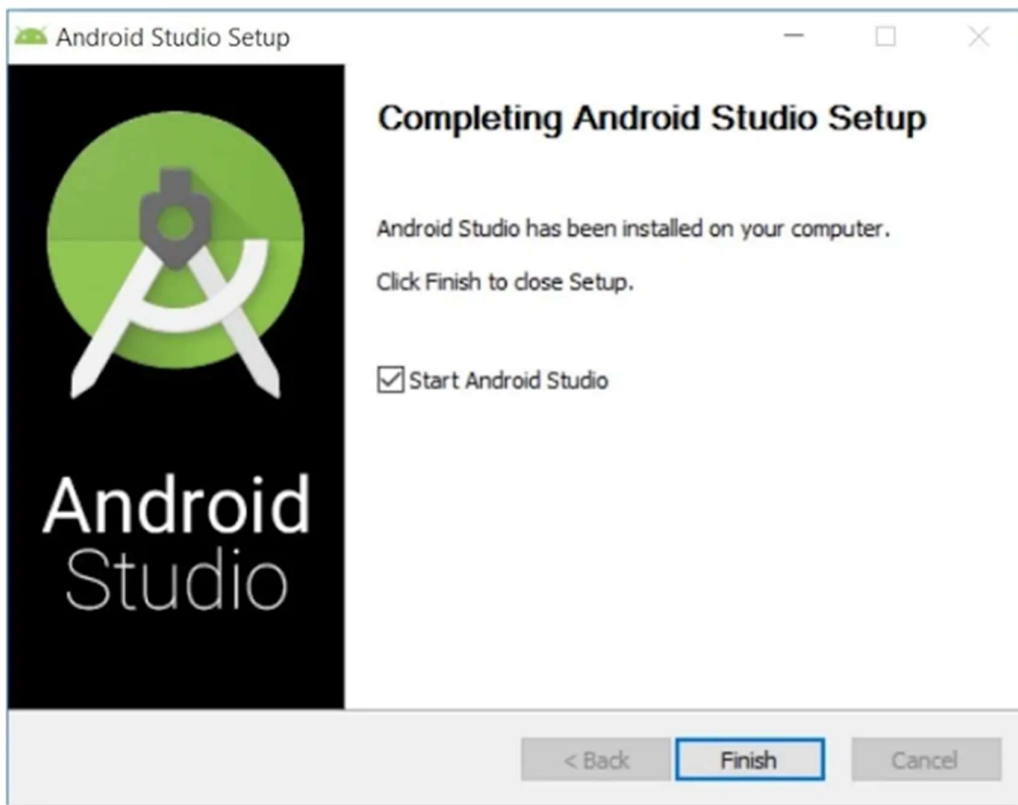 Android Studio Setup
Completing Android Studio Setup
Android Studio has been installed on your computer.
Click Finish to close Setup.
Start Android Studio
Android
Studio
< Back
Finish
Cancel